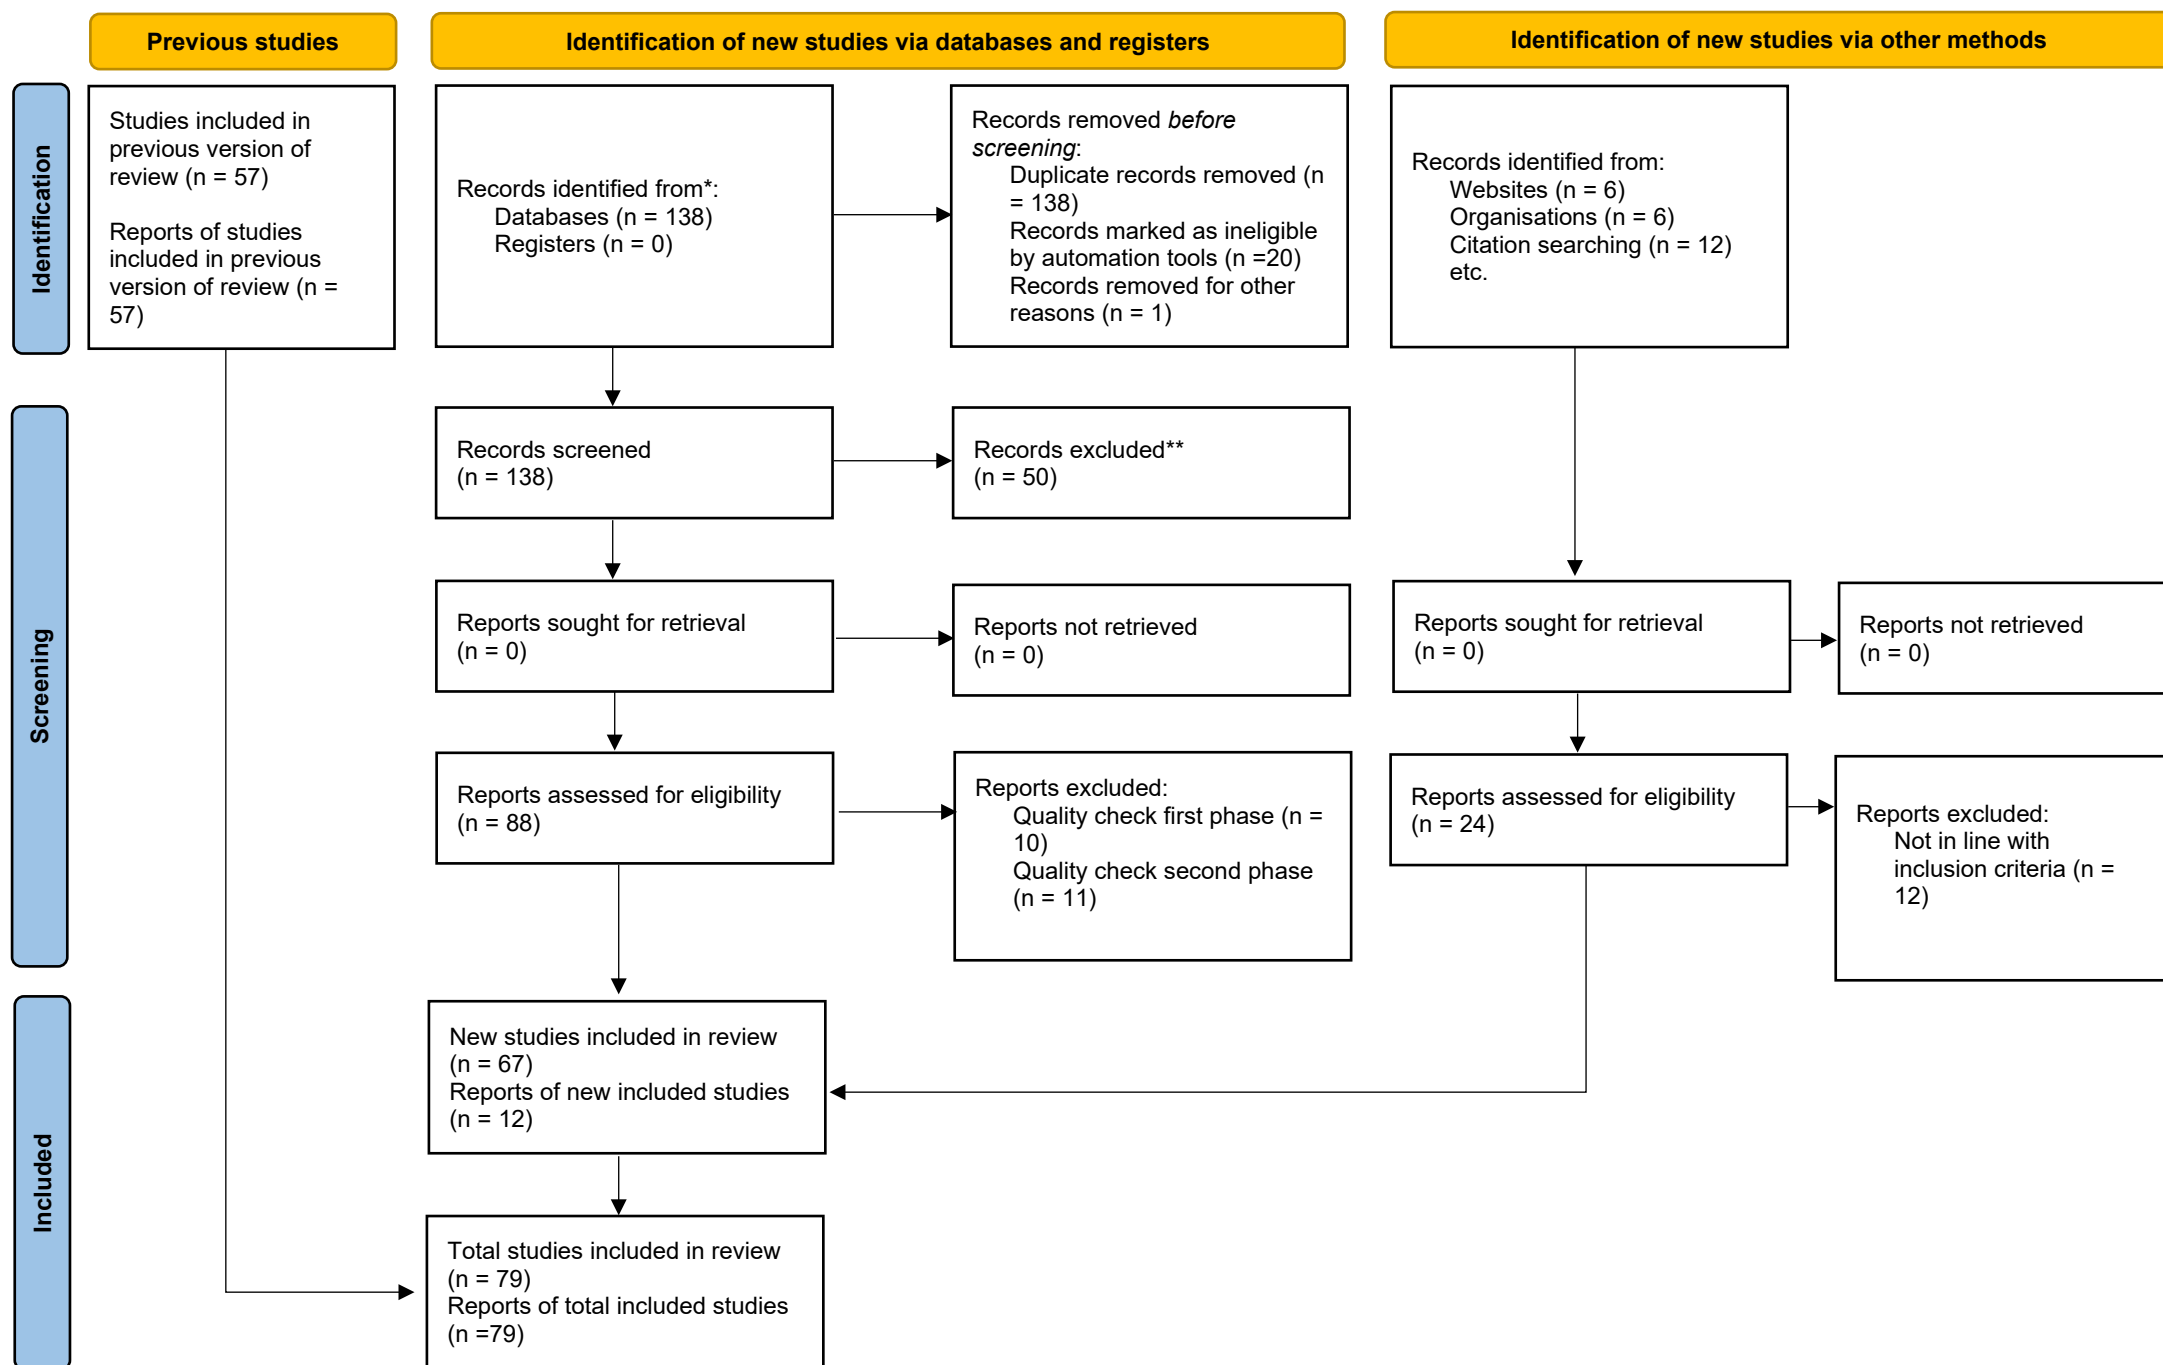 Previous studies
Identification of new studies via databases and registers
Identification of new studies via other methods
Identification
Studies included in
previous version of
review (n = 57)
Reports of studies
included in previous
version of review (n =
57)
Records identified from*:
Databases (n = 138)
Registers (n = 0)
Records removed before
screening:
Duplicate records removed (n
= 138)
Records marked as ineligible
by automation tools (n =20)
Records removed for other
reasons (n = 1)
Records identified from:
Websites (n = 6)
Organisations (n = 6)
Citation searching (n = 12)
etc.
Screening
Records screened
(n = 138)
Records excluded**
(n = 50)
Reports sought for retrieval
(n = 0)
Reports not retrieved
(n = 0)
Reports sought for retrieval
(n = 0)
Reports not retrieved
(n = 0)
Reports assessed for eligibility
(n = 88)
Reports excluded:
Quality check first phase (n =
10)
Quality check second phase
(n = 11)
Reports assessed for eligibility
(n = 24)
Reports excluded:
Not in line with
inclusion criteria (n =
12)
Included
New studies included in review
(n = 67)
Reports of new included studies
(n = 12)
Total studies included in review
(n = 79)
Reports of total included studies
(n =79)